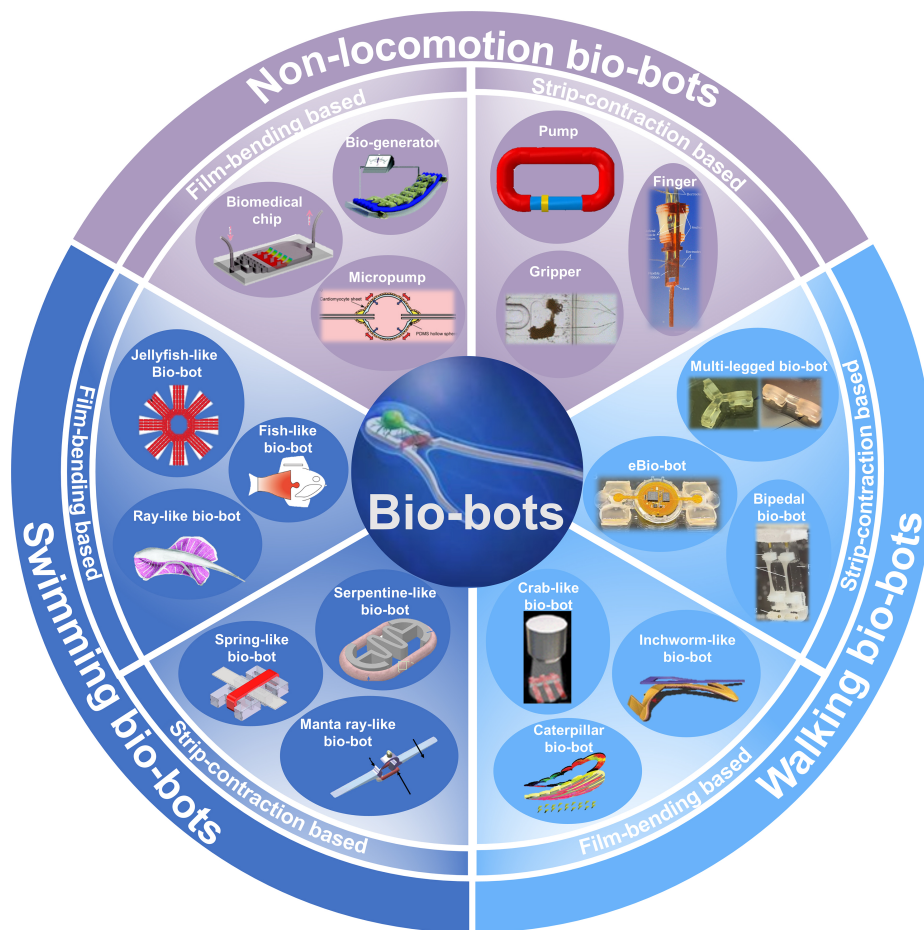 Non-locomotion bio-bots
Film-bending based
Strip-contraction based
Bio-generator
Biomedical
chip
Micropump
Cardiomyocyte sheet
Pump
Finger
Gripper
Swimming bio-bots
Film-bending based
Jellyfish-like
Bio-bot
Fish-like
bio-bot
Ray-like bio-bot
Bio-bots
Walking bio-bots
Strip-contraction based
Multi-legged bio-bot
eBio-bot
Bipedal
bio-bot
Strip-contraction based
Serpentine-like
bio-bot
Spring-like
bio-bot
Manta ray-like
bio-bot
Film-bending based
Crab-like
bio-bot
Inchworm-like
bio-bot
Caterpillar
bio-bot